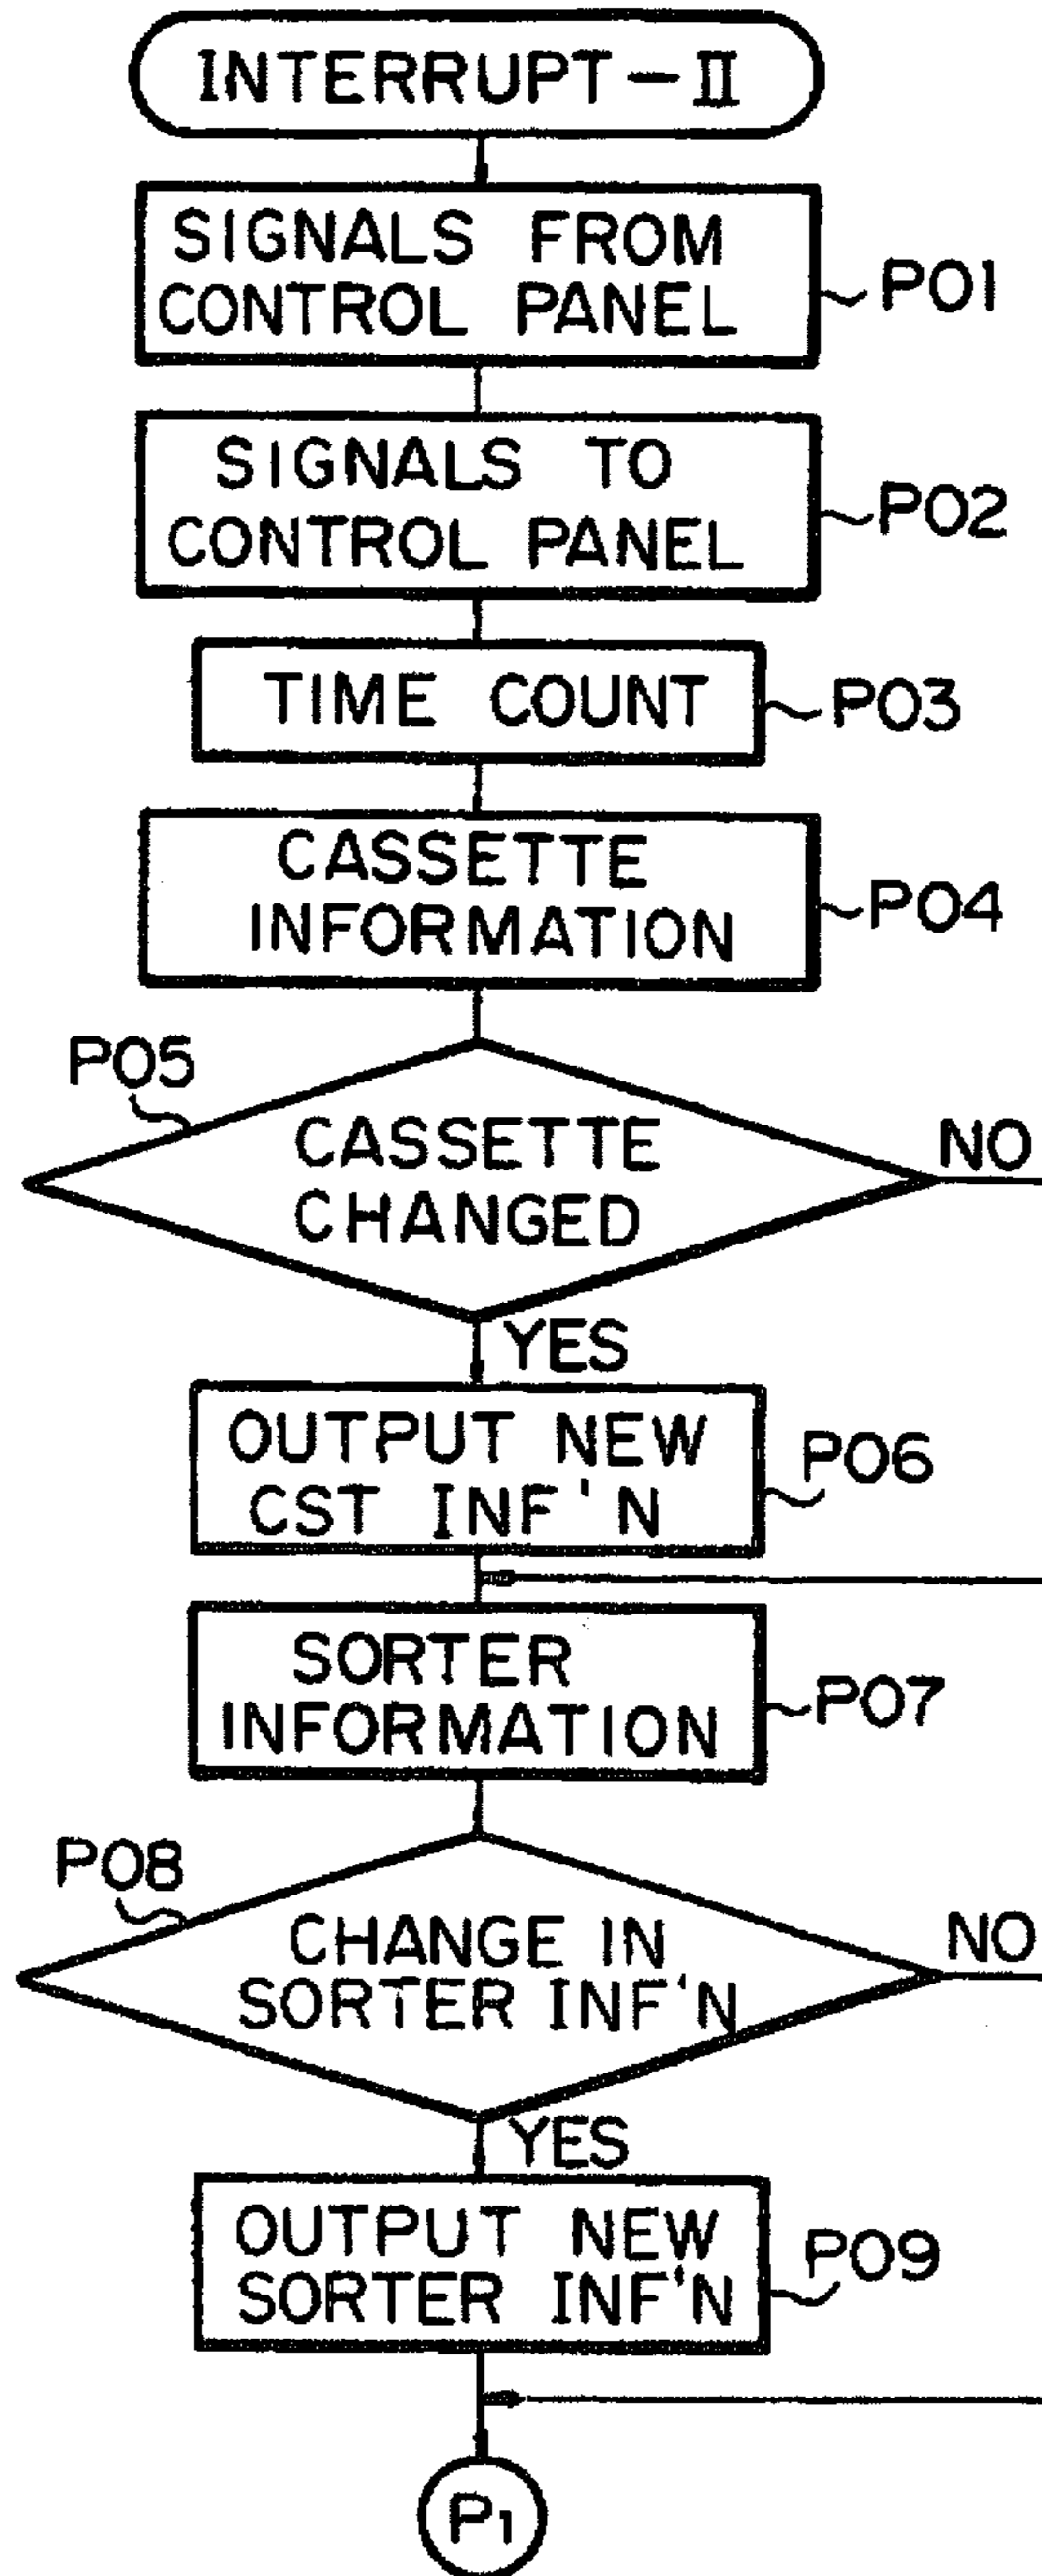 INTERRUPT-II
SIGNALS FROM
CONTROL PANEL
P01
SIGNALS TO
CONTROL PANEL
P02
TIME COUNT
P03
CASSETTE
INFORMATION
P04
P05
CASSETTE
CHANGED
NO
YES
OUTPUT NEW
CST INF'N
P06
SORTER
INFORMATION
P07
P08
CHANGE IN
SORTER INF'N
NO
YES
OUTPUT NEW
SORTER INF'N
P09
P1